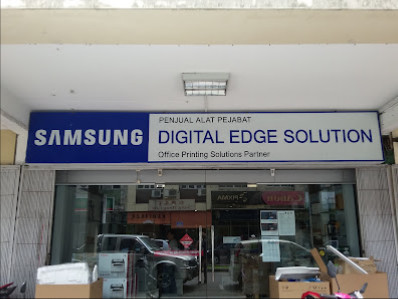 SAMSUNG
PENJUAL ALAT PEJABAT
DIGITAL EDGE SOLUTION
Office Printing Solutions Partner